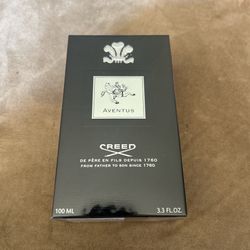 AVENTUS
CREED
DE PÈRE EN FILS DEPUIS 1760
FROM FATHER TO SON SINCE 1760
100 ML 3.3 FL.OZ.